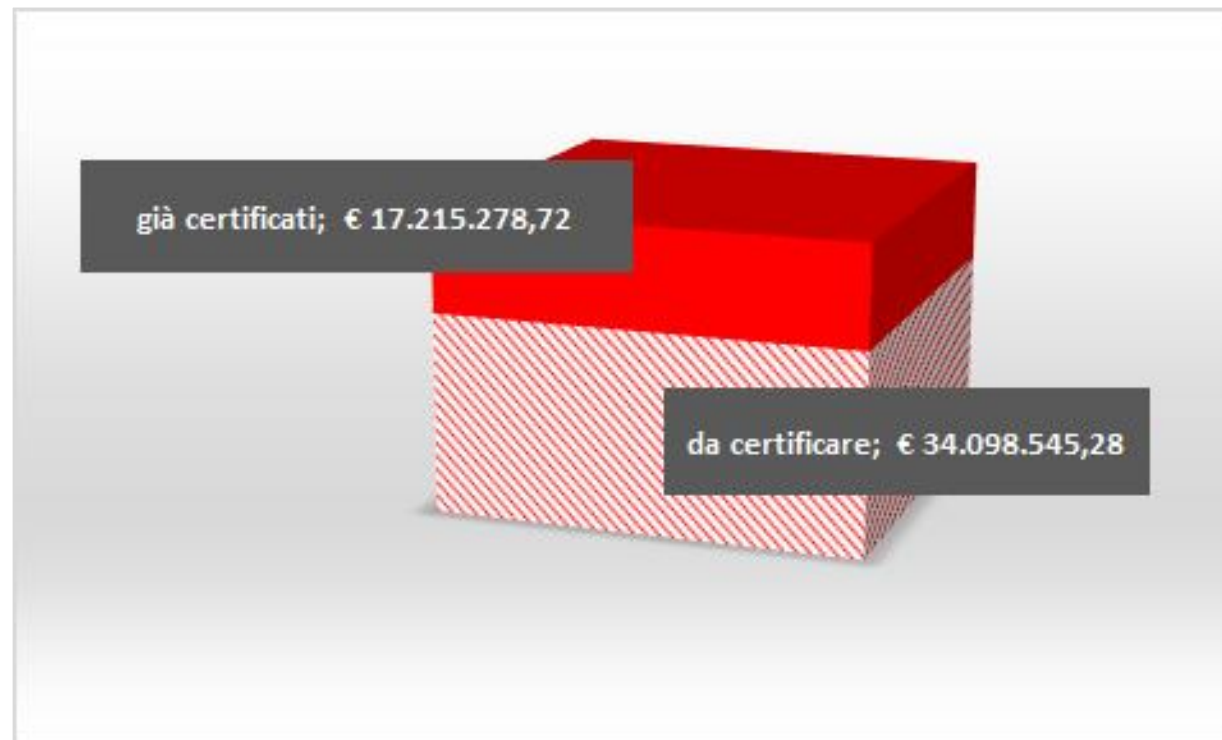 già certificati; € 17.215.278,72
da certificare; € 34.098.545,28